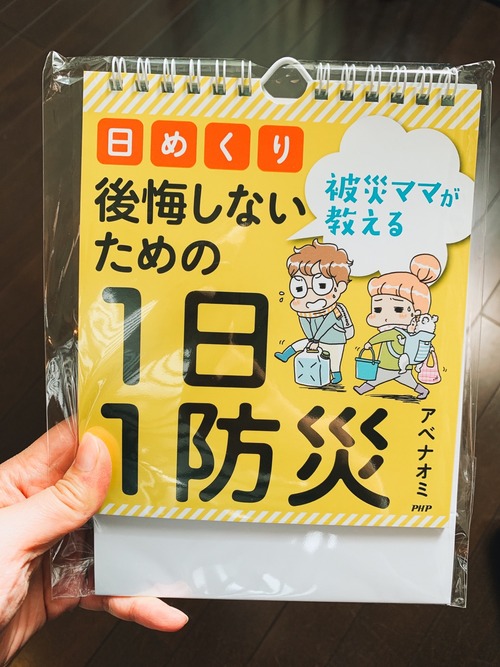 日めくり
被災ママが
教える
後悔しない
ための
1日
1防災
アベナオミ
PHP